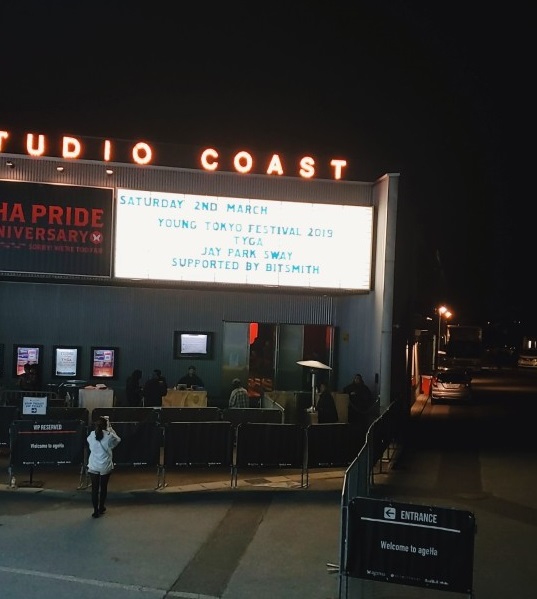 TUDIO COAST
HA PRIDE
NIVERSARY
SATURDAY 2ND MARCH
YOUNG TOKYO FESTIVAL 2019
TYGA
JAY PARK SWAY
SUPPORTED BY BITSMITH
VIP RESERVED
Welcome to ageHa
ENTRANCE
Welcome to ageHa